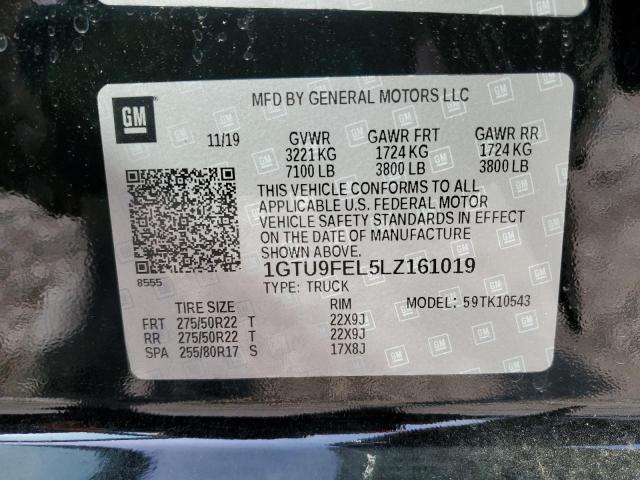 GM
MFD BY GENERAL MOTORS LLC
11/19 GVWR GAWR FRT GAWR RR
3221 KG 1724 KG 1724 KG
7100 LB 3800 LB 3800 LB
THIS VEHICLE CONFORMS TO ALL
APPLICABLE U.S. FEDERAL MOTOR
VEHICLE SAFETY STANDARDS IN EFFECT
ON THE DATE OF MANUFACTURE
SHOWN ABOVE.
8555
1GTU9FEL5LZ161019
TYPE: TRUCK
TIRE SIZE RIM MODEL: 59TK10543
FRT 275/50R22 T 22X9J
RR 275/50R22 T 22X9J
SPA 255/80R17 S 17X8J